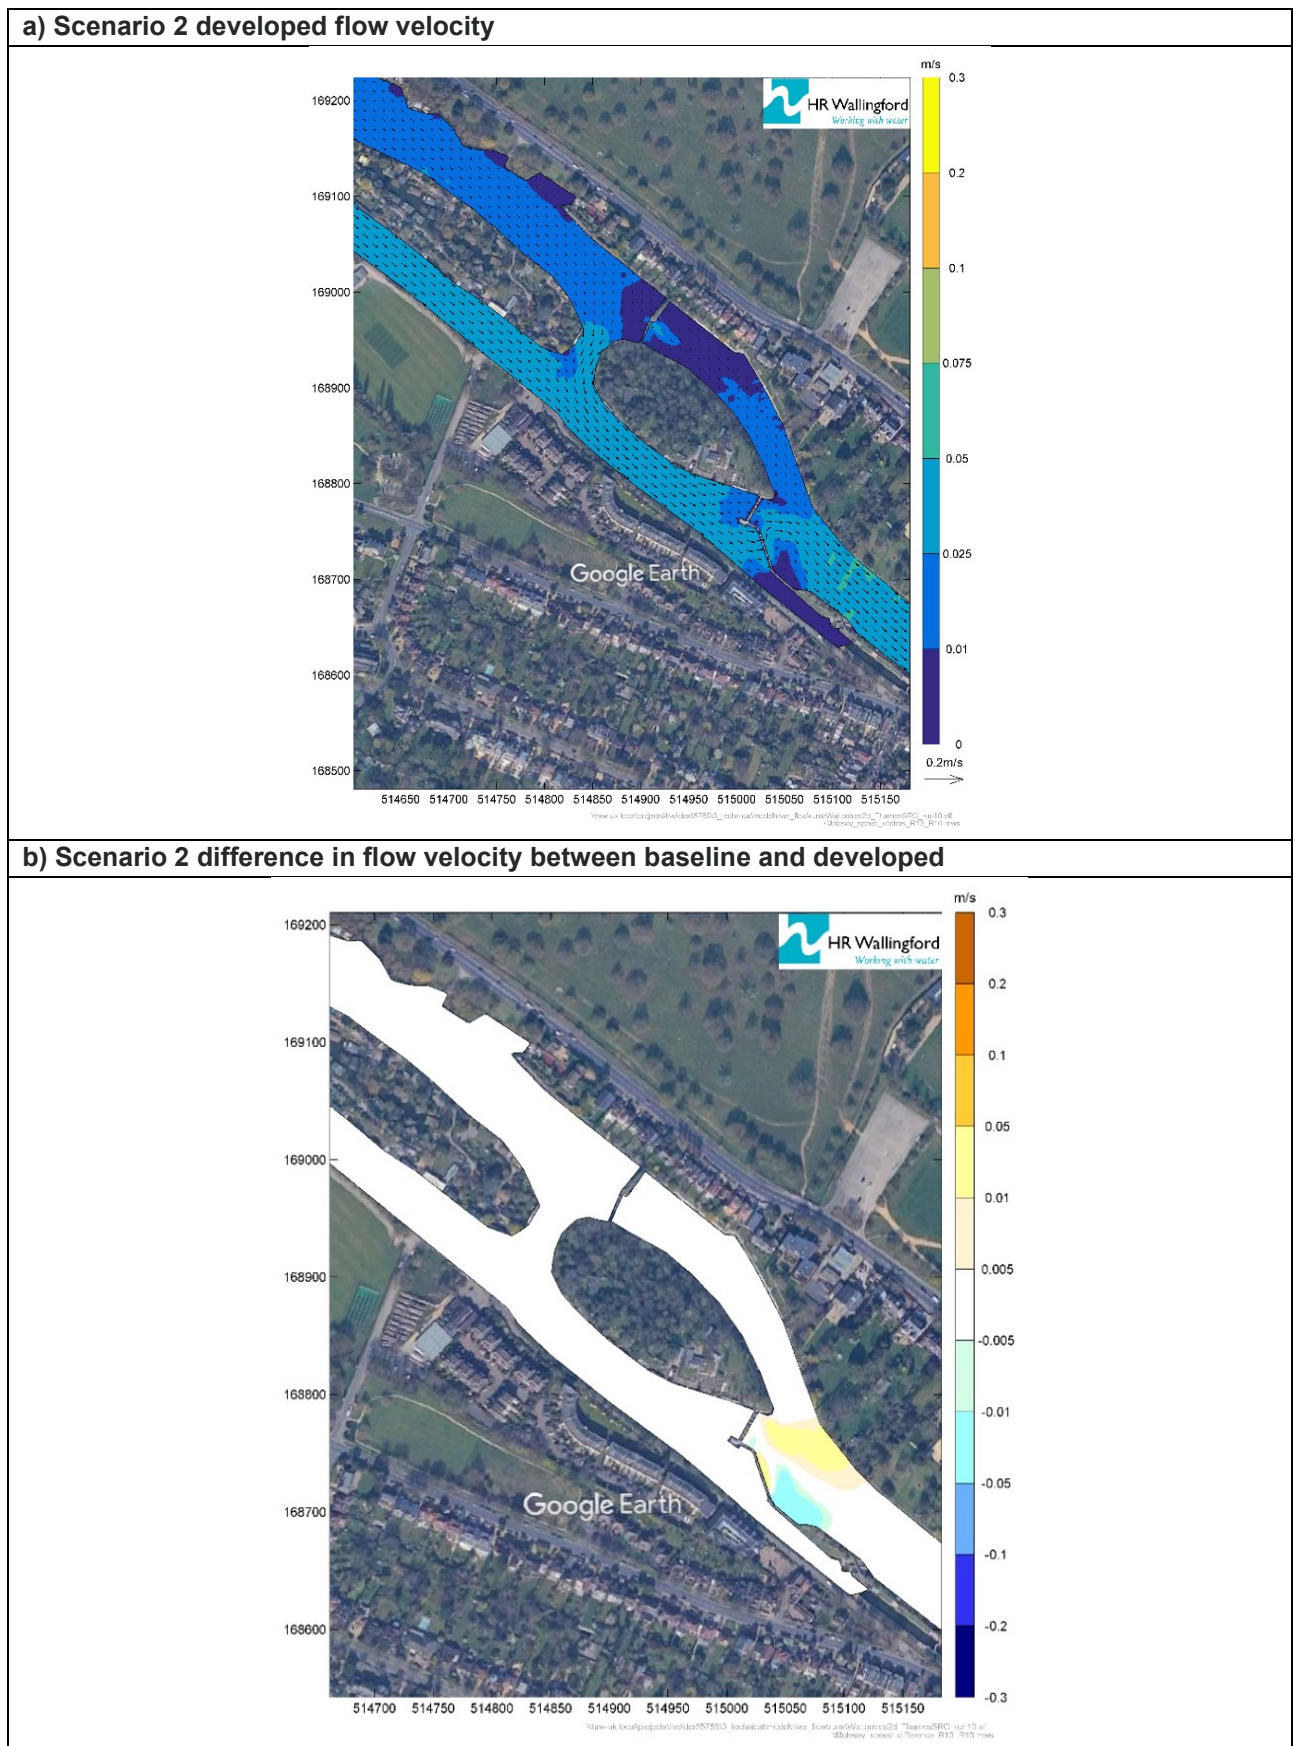 a) Scenario 2 developed flow velocity
m/s
HR Wallingford
Working with water
0.3
0.2
0.1
0.075
0.05
0.025
0.01
0
0.2m/s
169200
169100
169000
168900
168800
168700
168600
168500
Google Earth
514650 514700 514750 514800 514850 514900 514950 515000 515050 515100 515150
b) Scenario 2 difference in flow velocity between baseline and developed
m/s
HR Wallingford
Working with water
0.3
0.2
0.1
0.05
0.01
0.005
-0.005
-0.01
-0.05
-0.1
-0.2
-0.3
169200
169100
169000
168900
168800
168700
168600
Google Earth
514700 514750 514800 514850 514900 514950 515000 515050 515100 515150